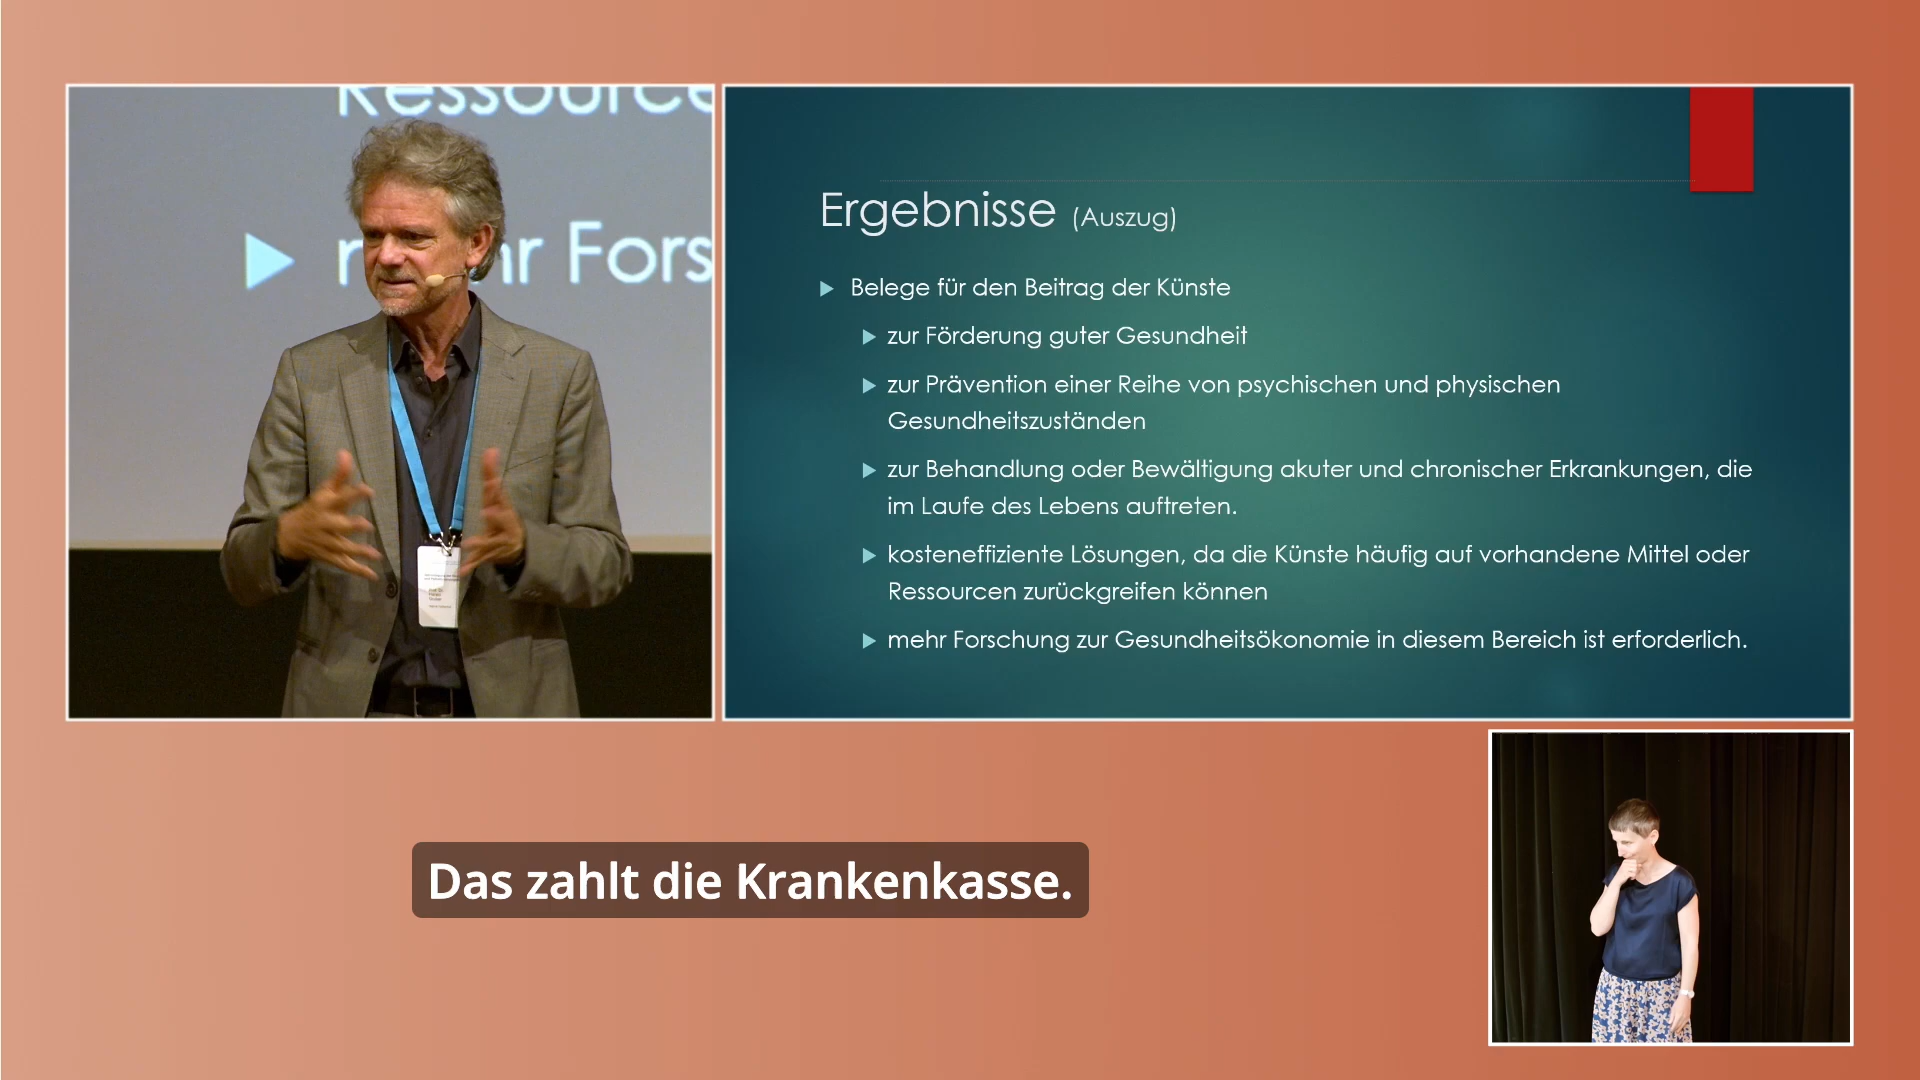 Ressource
mehr Fors
Ergebnisse (Auszug)
Belege für den Beitrag der Künste
zur Förderung guter Gesundheit
zur Prävention einer Reihe von psychischen und physischen
Gesundheitszuständen
zur Behandlung oder Bewältigung akuter und chronischer Erkrankungen, die
im Laufe des Lebens auftreten.
kosteneffiziente Lösungen, da die Künste häufig auf vorhandene Mittel oder
Ressourcen zurückgreifen können
mehr Forschung zur Gesundheitsökonomie in diesem Bereich ist erforderlich.
Das zahlt die Krankenkasse.